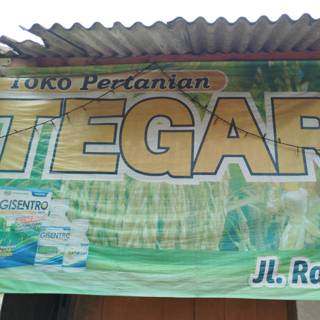 Toko Pertanian
TEGAR
GISENTRO
GISENTRO
Jl. Ra